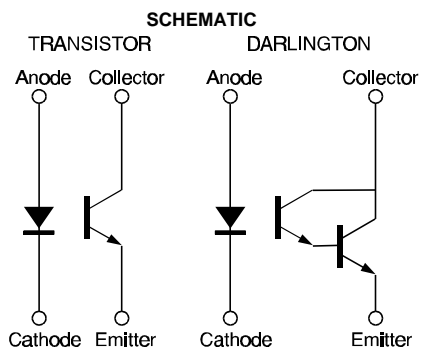 SCHEMATIC
TRANSISTOR DARLINGTON
Anode Collector Anode Collector
Cathode Emitter Cathode Emitter